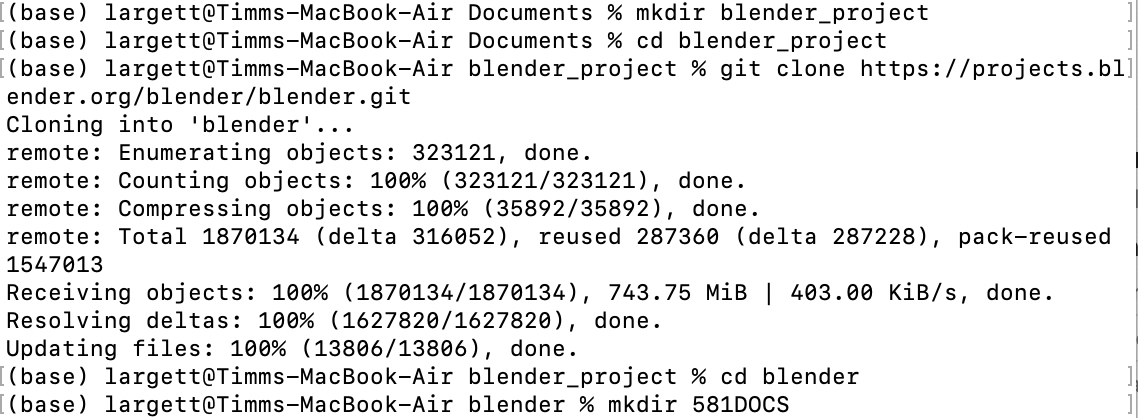 [(base) largett@Timms-MacBook-Air Documents % mkdir blender_project ]
[(base) largett@Timms-MacBook-Air Documents % cd blender_project ]
[(base) largett@Timms-MacBook-Air blender_project % git clone https://projects.bl]
ender.org/blender/blender.git
Cloning into 'blender'...
remote: Enumerating objects: 323121, done.
remote: Counting objects: 100% (323121/323121), done.
remote: Compressing objects: 100% (35892/35892), done.
remote: Total 1870134 (delta 316052), reused 287360 (delta 287228), pack-reused
1547013
Receiving objects: 100% (1870134/1870134), 743.75 MiB | 403.00 KiB/s, done.
Resolving deltas: 100% (1627820/1627820), done.
Updating files: 100% (13806/13806), done.
[(base) largett@Timms-MacBook-Air blender_project % cd blender ]
[(base) largett@Timms-MacBook-Air blender % mkdir 581DOCS ]